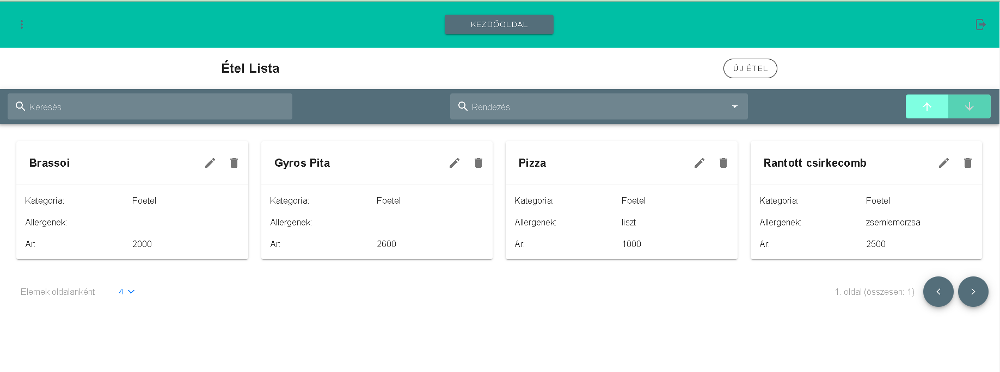 KEZDŐOLDAL
Étel Lista
ÚJ ÉTEL
Keresés
Rendezés
Brassoi
Kategoria: Foetel
Allergenek:
Ar: 2000
Gyros Pita
Kategoria: Foetel
Allergenek:
Ar: 2600
Pizza
Kategoria: Foetel
Allergenek: liszt
Ar: 1000
Rantott csirkecomb
Kategoria: Foetel
Allergenek: zsemlemorzsa
Ar: 2500
Elemek oldalanként 4
1. oldal (összesen: 1)